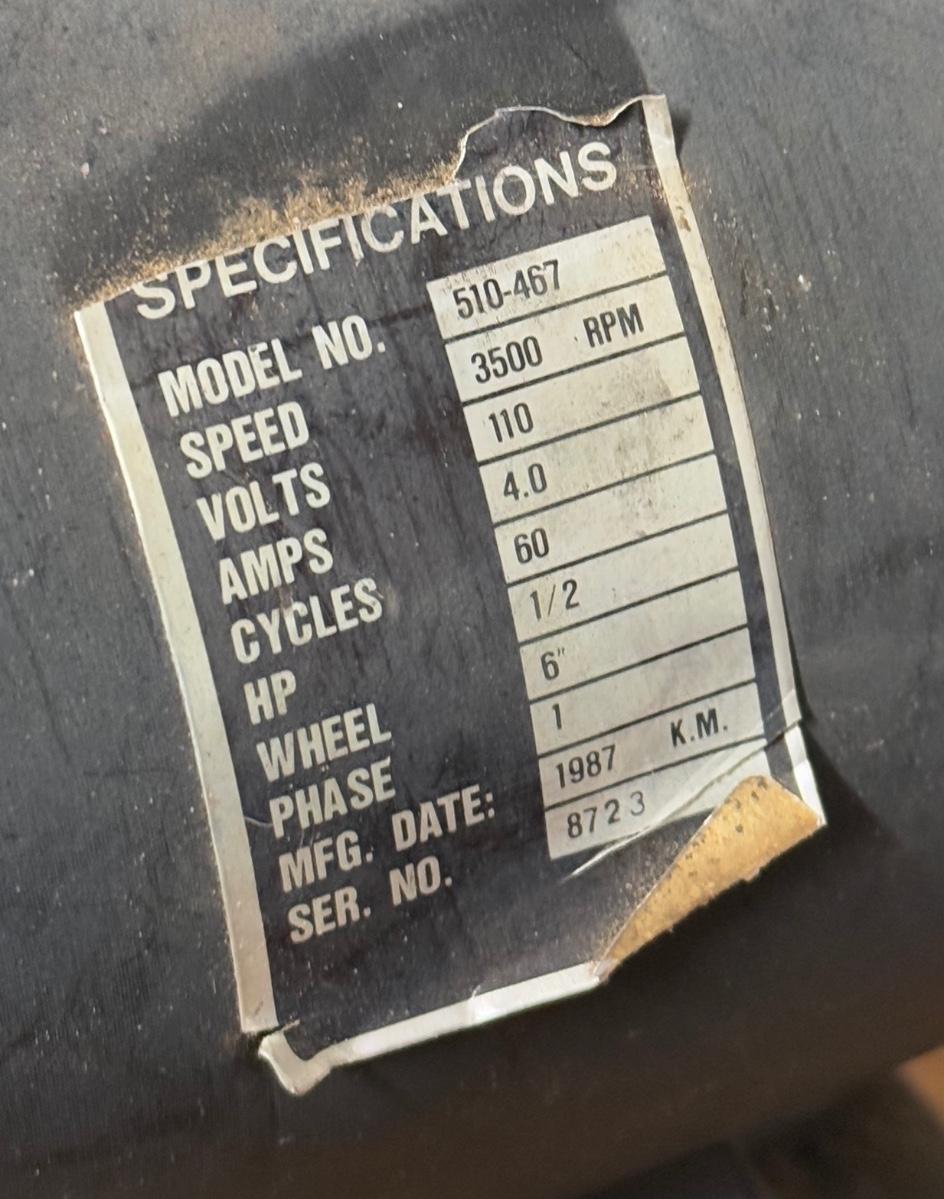 SPECIFICATIONS
MODEL NO. 510-467
SPEED 3500 RPM
VOLTS 110
AMPS 4.0
CYCLES 60
HP 1/2
WHEEL 6"
PHASE 1
MFG. DATE: 1987 K.M.
SER. NO. 8723